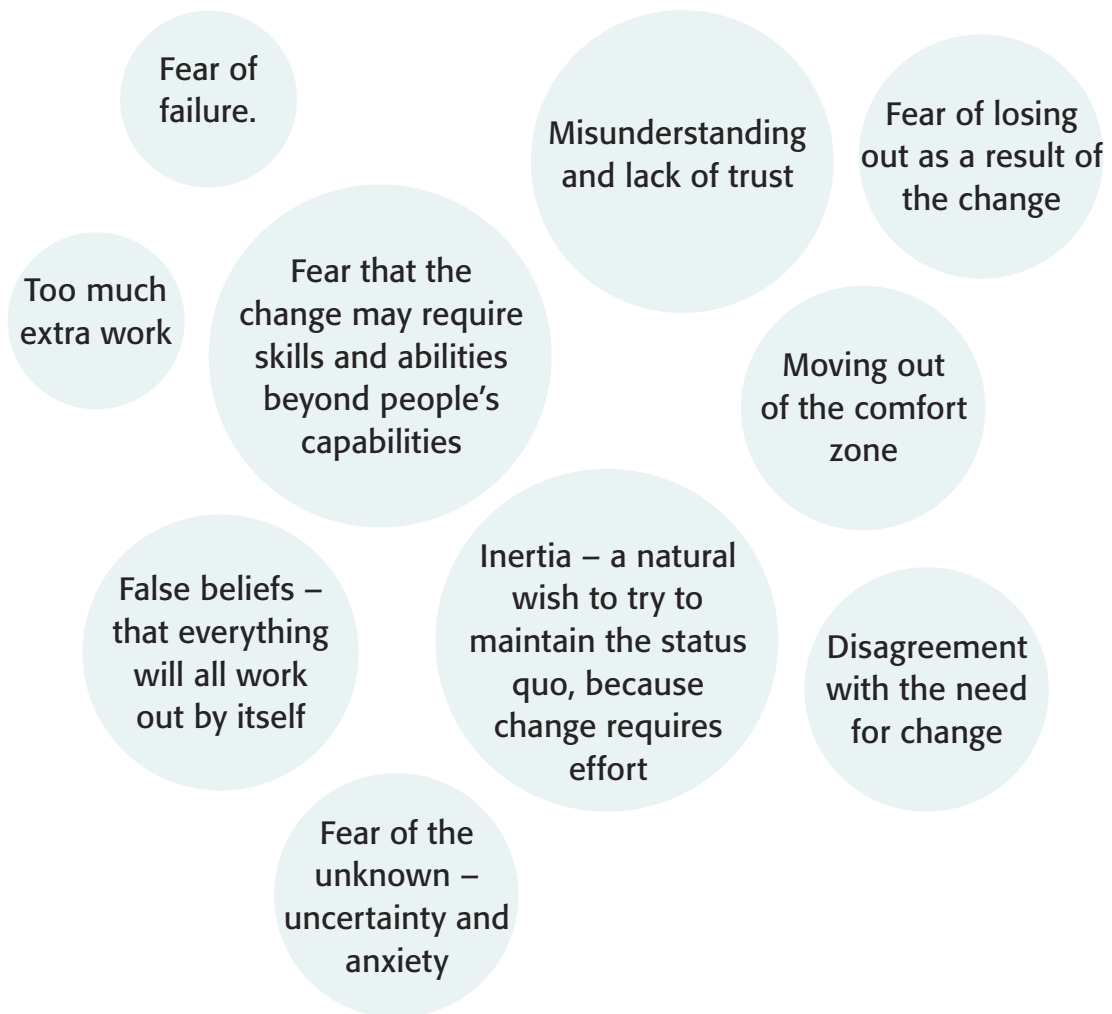 Fear of
failure.
Misunderstanding
and lack of trust
Fear of losing
out as a result of
the change
Too much
extra work
Fear that the
change may require
skills and abilities
beyond people’s
capabilities
Moving out
of the comfort
zone
False beliefs –
that everything
will all work
out by itself
Inertia – a natural
wish to try to
maintain the status
quo, because
change requires
effort
Disagreement
with the need
for change
Fear of the
unknown –
uncertainty and
anxiety